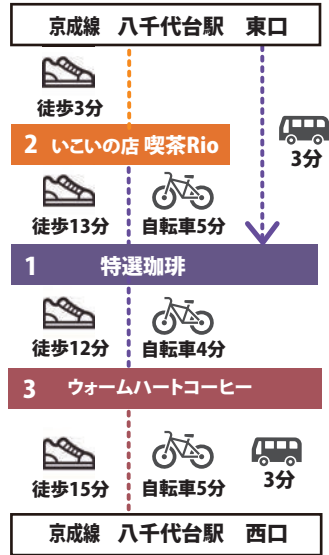 京成線 八千代台駅 東口
徒歩3分
3分
2 いこいの店 喫茶Rio
徒歩13分 自転車5分
1 特選珈琲
徒歩12分 自転車4分
3 ウォームハートコーヒー
徒歩15分 自転車5分 3分
京成線 八千代台駅 西口